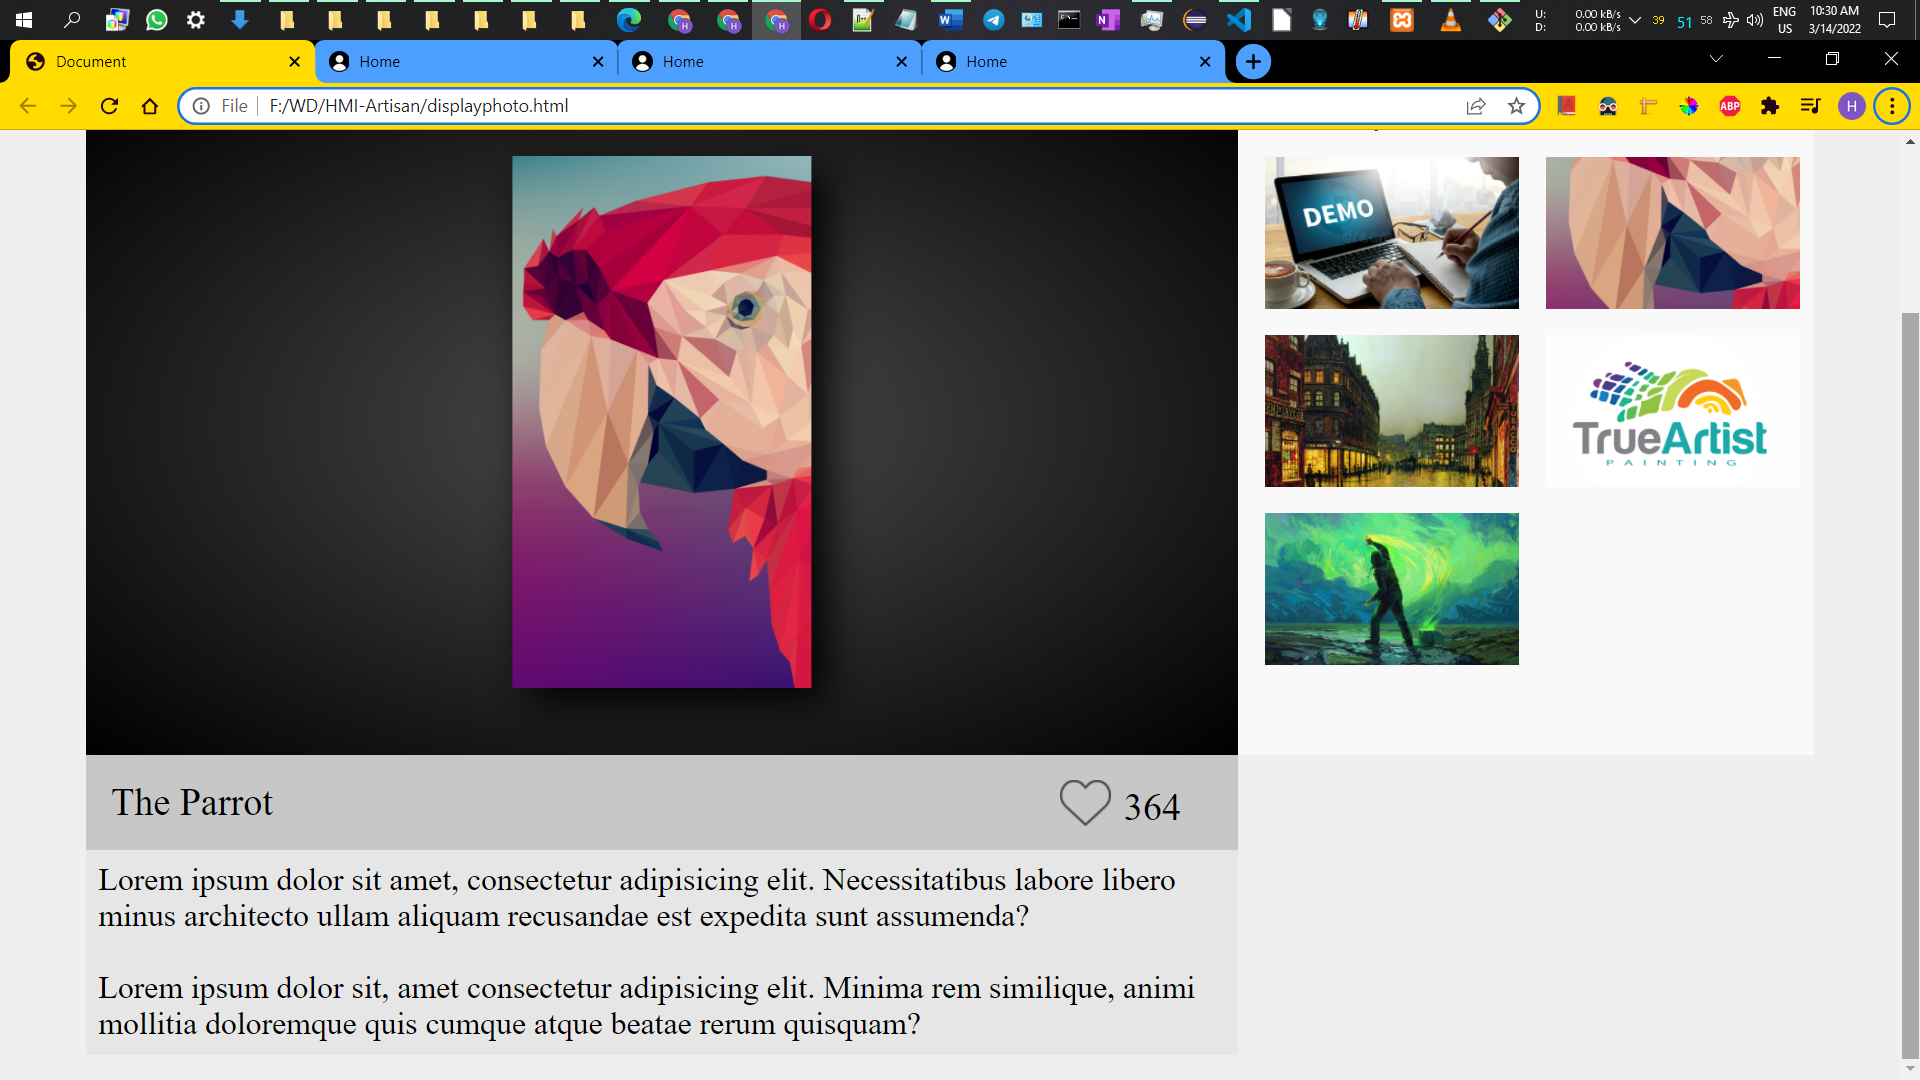 U:
D:
0.00 kB/s
0.00 kB/s
39
51
58
ENG
US
10:30 AM
3/14/2022
Document
Home
Home
Home
File
F:/WD/HMI-Artisan/displayphoto.html
ABP
H
DEMO
TrueArtist
PAINTING
The Parrot
364
Lorem ipsum dolor sit amet, consectetur adipisicing elit. Necessitatibus labore libero
minus architecto ullam aliquam recusandae est expedita sunt assumenda?
Lorem ipsum dolor sit, amet consectetur adipisicing elit. Minima rem similique, animi
mollitia doloremque quis cumque atque beatae rerum quisquam?